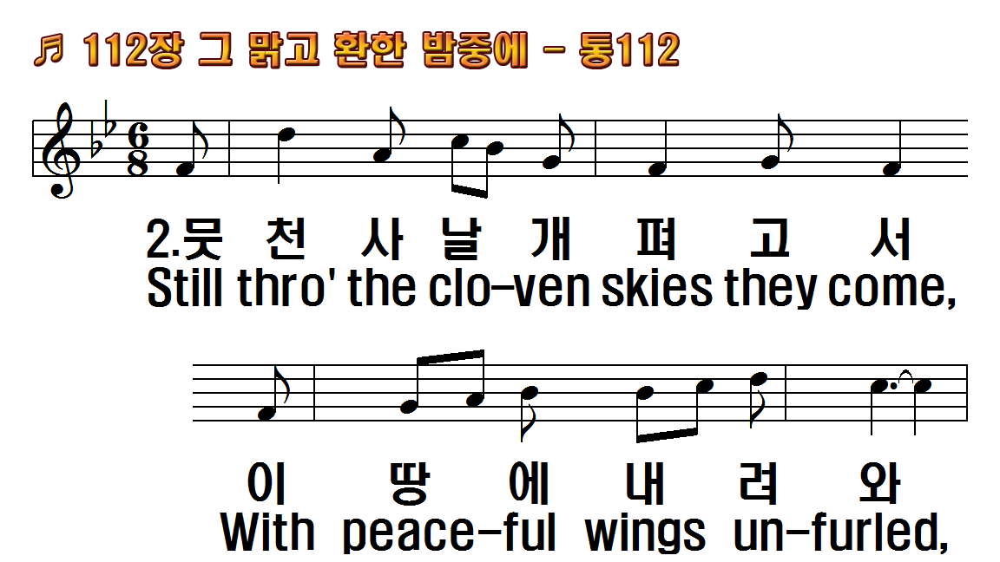 ♬ 112장 그 맑고 환한 밤중에 - 통112
6
8
2.뭇 천 사 날 개 펴 고 서
Still thro' the clo-ven skies they come,
이 땅 에 내 려 와
With peace-ful wings un-furled,